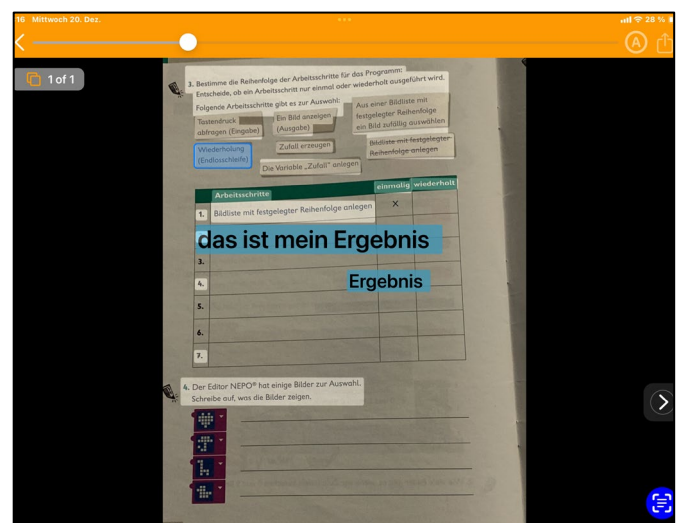 16 Mittwoch 20. Dez.
28 %
A
1 of 1
3. Bestimme die Reihenfolge der Arbeitsschritte für das Programm:
Entscheide, ob ein Arbeitsschritt nur einmal oder wiederholt ausgeführt wird.
Folgende Arbeitsschritte gibt es zur Auswahl:
Tastendruck
abfragen (Eingabe)
Ein Bild anzeigen
(Ausgabe)
Aus einer Bildliste mit
festgelegter Reihenfolge
ein Bild zufällig auswählen
Wiederholung
(Endlosschleife)
Zufall erzeugen
Bildliste mit festgelegter
Reihenfolge anlegen
Die Variable „Zufall" anlegen
Arbeitsschritte
einmalig
wiederholt
1. Bildliste mit festgelegter Reihenfolge anlegen X
das ist mein Ergebnis
3.
4.
Ergebnis
5.
6.
7.
4. Der Editor NEPO® hat einige Bilder zur Auswahl.
Schreibe auf, was die Bilder zeigen.